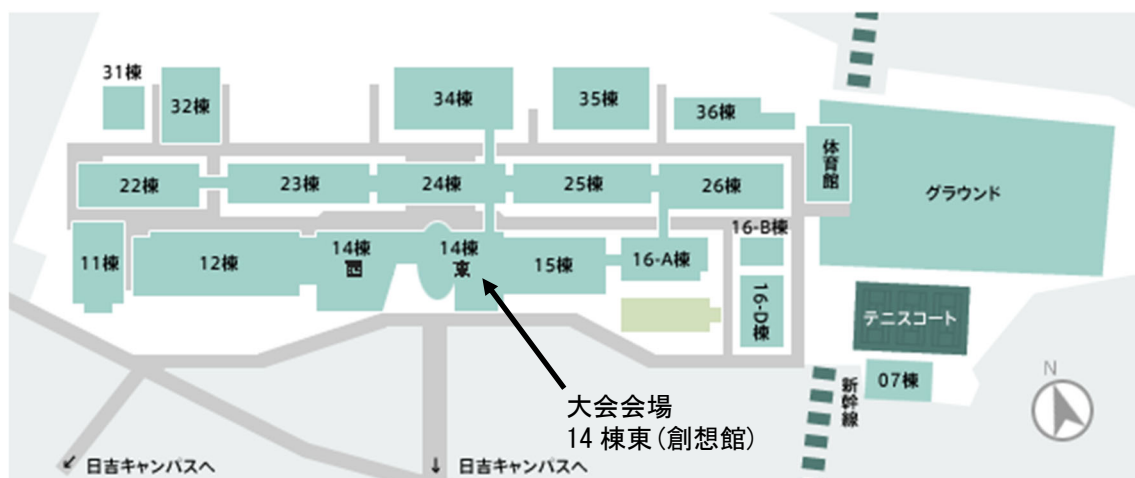 31棟
32棟
34棟
35棟
36棟
体育館
グラウンド
22棟
23棟
24棟
25棟
26棟
11棟
12棟
14棟
西
14棟
東
15棟
16-A棟
16-B棟
16-D棟
テニスコート
07棟
新幹線
N
大会会場
14棟東(創想館)
↙ 日吉キャンパスへ
↓ 日吉キャンパスへ